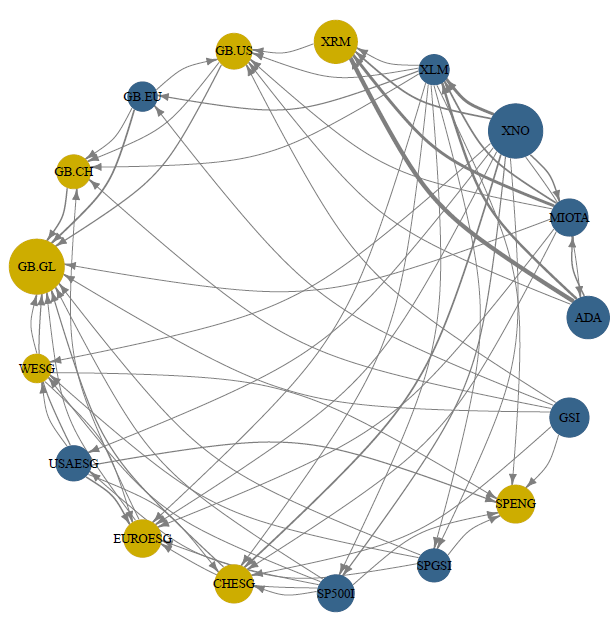 XRM
GB.US
XLM
GB.EU
XNO
GB.CH
MIOTA
GB.GL
ADA
WESG
GSI
USAESG
SPENG
EUROESG
SPGSI
CHESG
SP500I